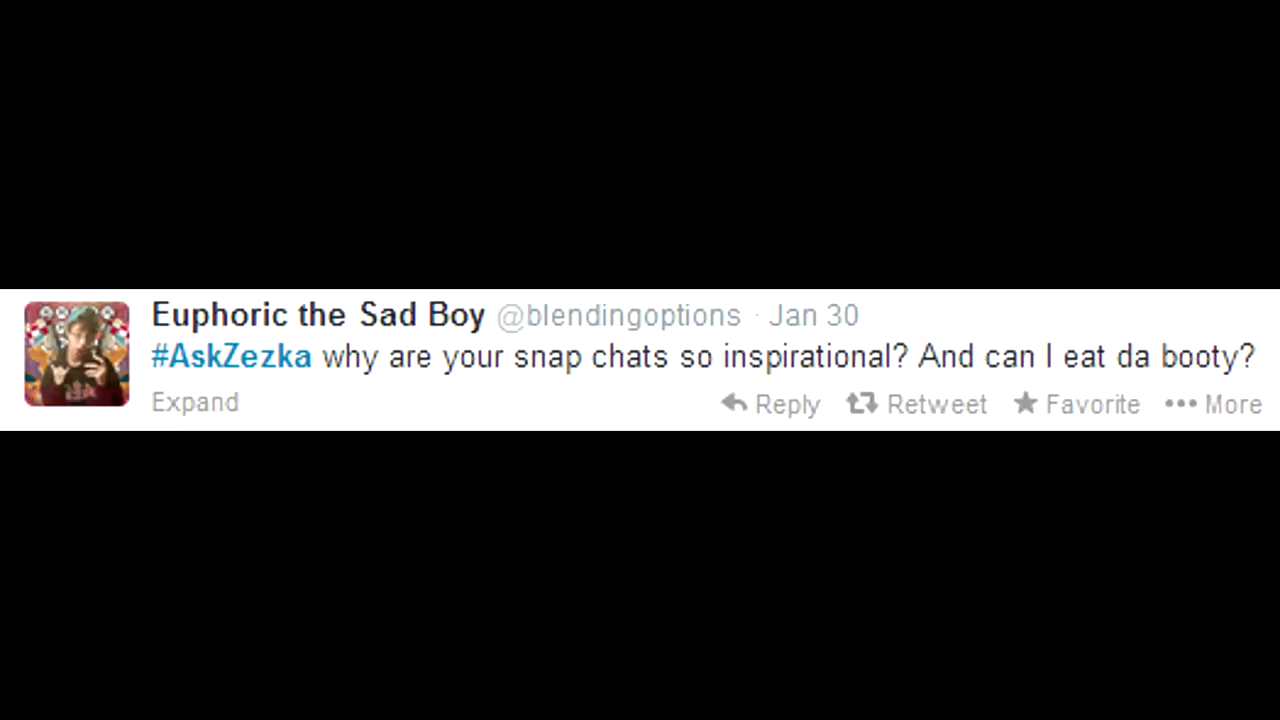 Euphoric the Sad Boy @blendingoptions · Jan 30
#AskZezka why are your snap chats so inspirational? And can I eat da booty?
Expand Reply Retweet Favorite More